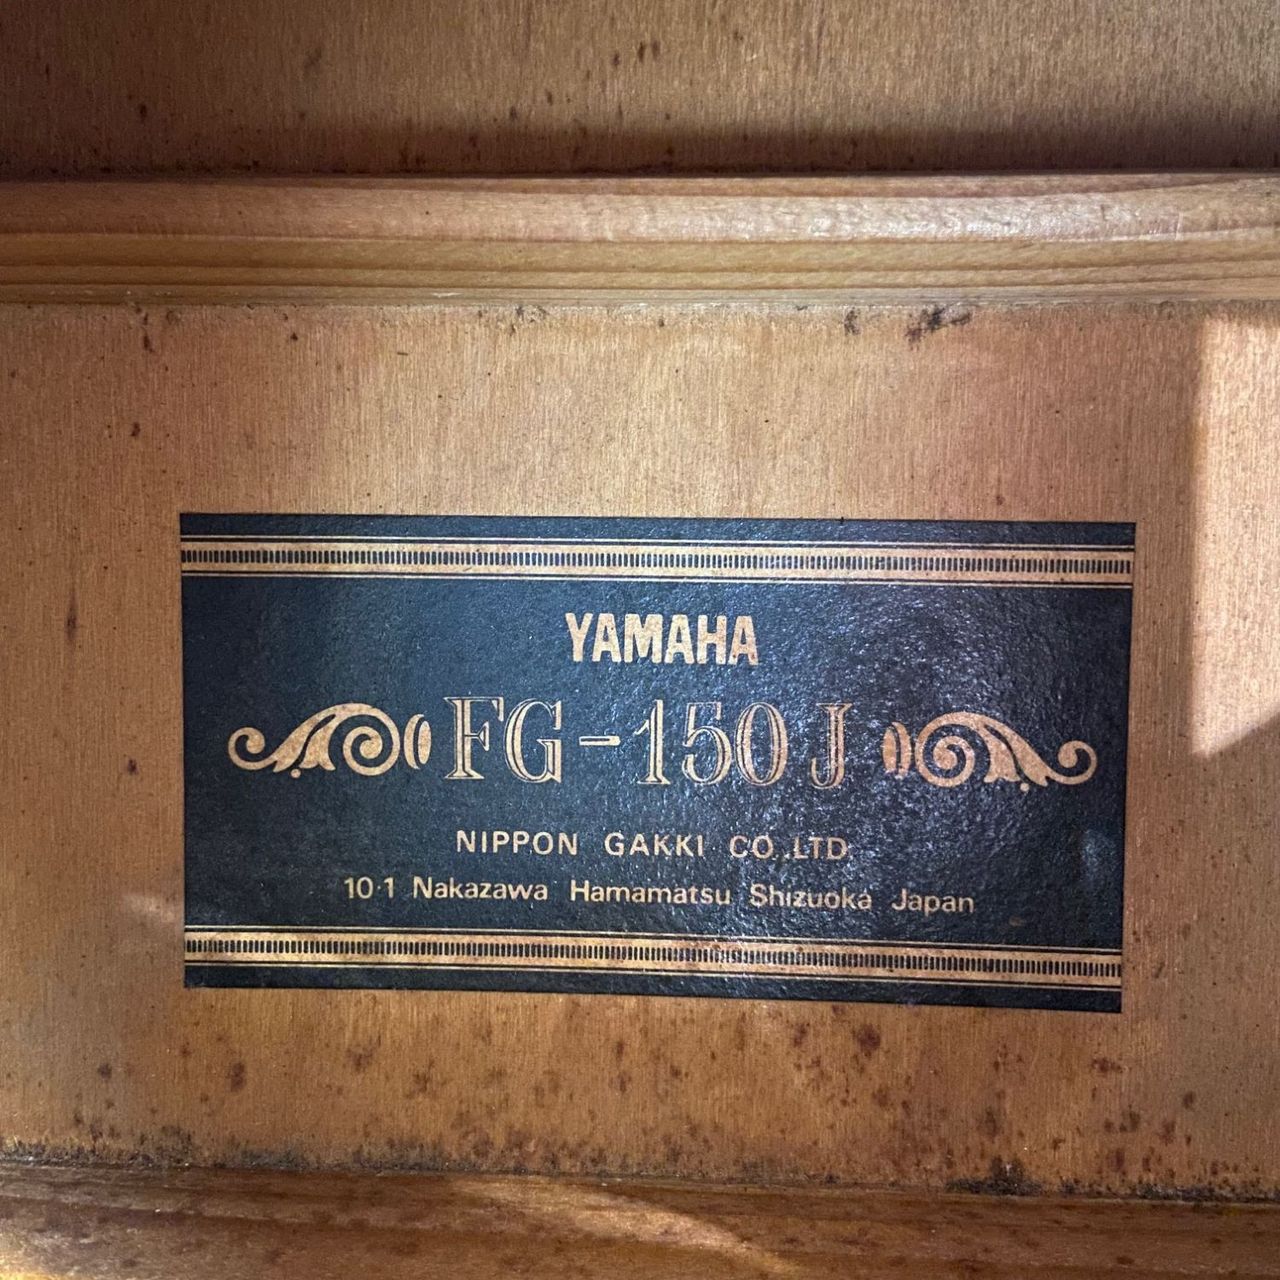 YAMAHA
FG-150J
NIPPON GAKKI CO.,LTD.
10-1 Nakazawa Hamamatsu Shizuoka Japan